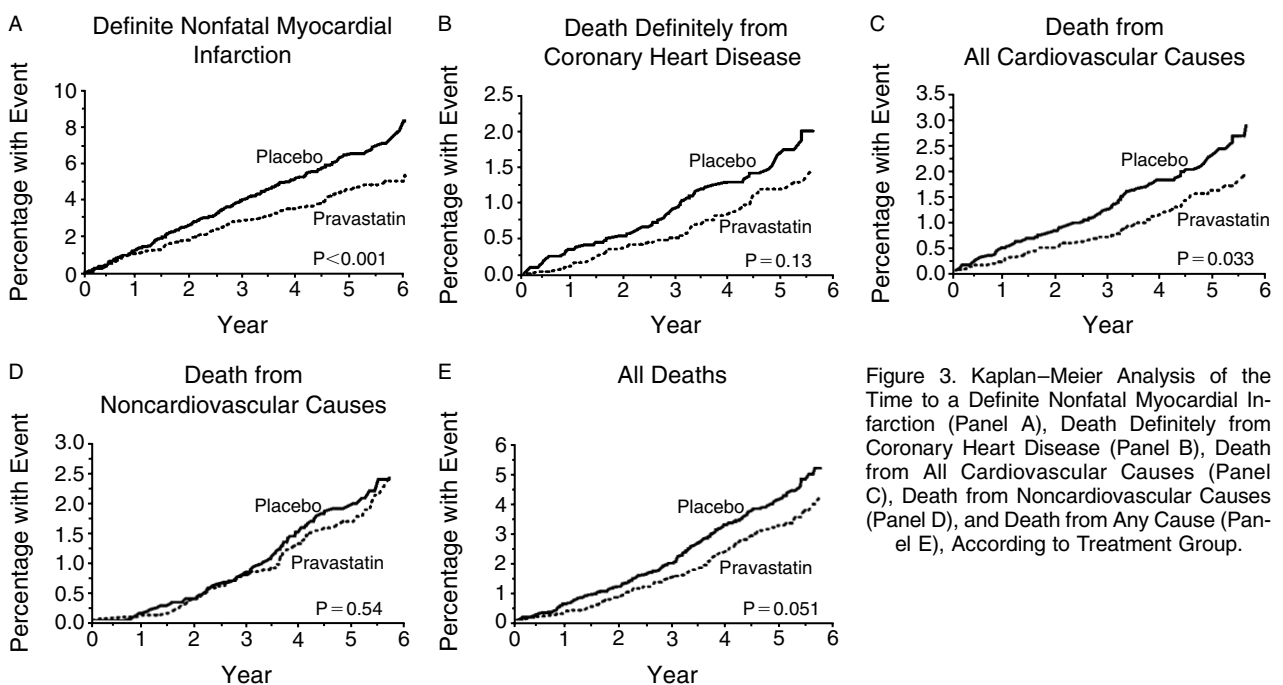 A
Definite Nonfatal Myocardial
Infarction
Percentage with Event
10
8
6
4
2
0
Placebo
Pravastatin
P<0.001
0 1 2 3 4 5 6
Year
B
Death Definitely from
Coronary Heart Disease
Percentage with Event
2.5
2.0
1.5
1.0
0.5
0.0
Placebo
Pravastatin
P=0.13
0 1 2 3 4 5 6
Year
C
Death from
All Cardiovascular Causes
Percentage with Event
3.5
3.0
2.5
2.0
1.5
1.0
0.5
0.0
Placebo
Pravastatin
P=0.033
0 1 2 3 4 5 6
Year
D
Death from
Noncardiovascular Causes
Percentage with Event
3.0
2.5
2.0
1.5
1.0
0.5
0.0
Placebo
Pravastatin
P=0.54
0 1 2 3 4 5 6
Year
E
All Deaths
Percentage with Event
6
5
4
3
2
1
0
Placebo
Pravastatin
P=0.051
0 1 2 3 4 5 6
Year
Figure 3. Kaplan–Meier Analysis of the
Time to a Definite Nonfatal Myocardial In-
farction (Panel A), Death Definitely from
Coronary Heart Disease (Panel B), Death
from All Cardiovascular Causes (Panel
C), Death from Noncardiovascular Causes
(Panel D), and Death from Any Cause (Pan-
el E), According to Treatment Group.